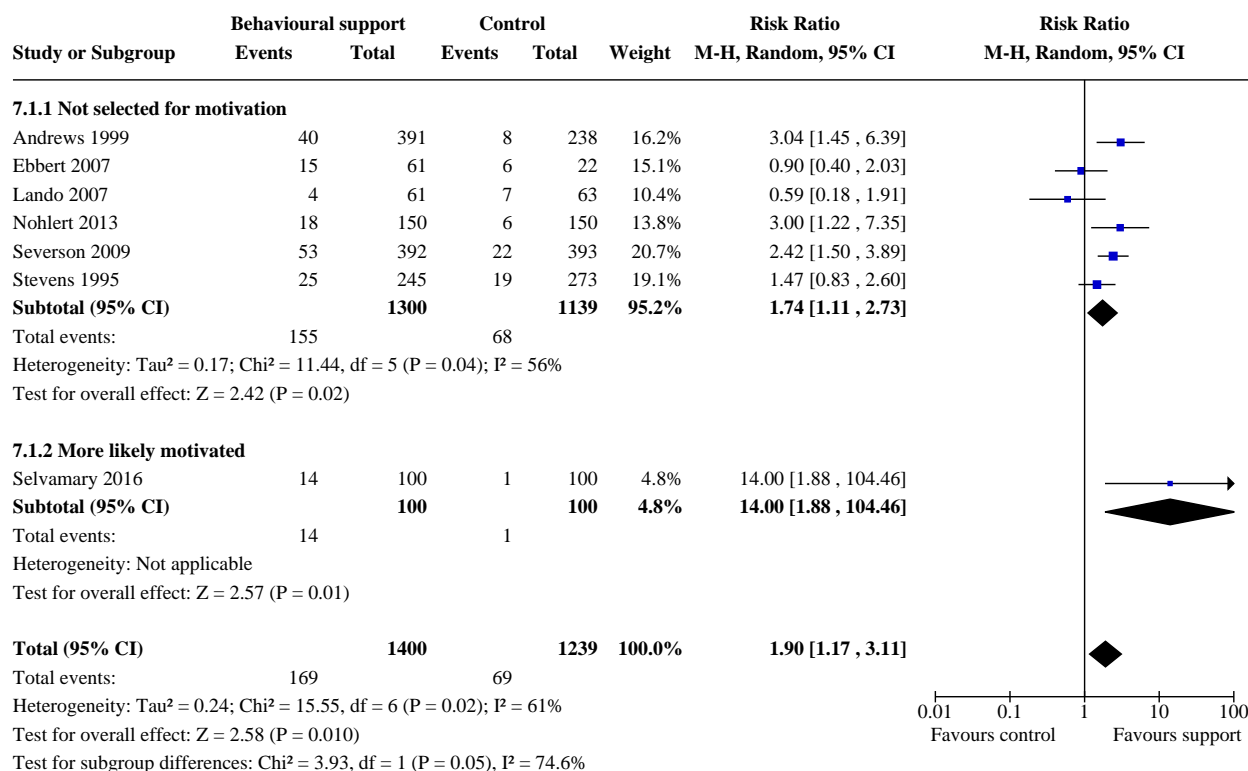 Behavioural support Control Risk Ratio Risk Ratio
Study or Subgroup Events Total Events Total Weight M-H, Random, 95% CI M-H, Random, 95% CI
7.1.1 Not selected for motivation
Andrews 1999 40 391 8 238 16.2% 3.04 [1.45 , 6.39]
Ebbert 2007 15 61 6 22 15.1% 0.90 [0.40 , 2.03]
Lando 2007 4 61 7 63 10.4% 0.59 [0.18 , 1.91]
Nohlert 2013 18 150 6 150 13.8% 3.00 [1.22 , 7.35]
Severson 2009 53 392 22 393 20.7% 2.42 [1.50 , 3.89]
Stevens 1995 25 245 19 273 19.1% 1.47 [0.83 , 2.60]
Subtotal (95% CI) 1300 1139 95.2% 1.74 [1.11 , 2.73]
Total events: 155 68
Heterogeneity: Tau² = 0.17; Chi² = 11.44, df = 5 (P = 0.04); I² = 56%
Test for overall effect: Z = 2.42 (P = 0.02)
7.1.2 More likely motivated
Selvamary 2016 14 100 1 100 4.8% 14.00 [1.88 , 104.46]
Subtotal (95% CI) 100 100 4.8% 14.00 [1.88 , 104.46]
Total events: 14 1
Heterogeneity: Not applicable
Test for overall effect: Z = 2.57 (P = 0.01)
Total (95% CI) 1400 1239 100.0% 1.90 [1.17 , 3.11]
Total events: 169 69
Heterogeneity: Tau² = 0.24; Chi² = 15.55, df = 6 (P = 0.02); I² = 61%
Test for overall effect: Z = 2.58 (P = 0.010)
Test for subgroup differences: Chi² = 3.93, df = 1 (P = 0.05), I² = 74.6%
0.01 0.1 1 10 100
Favours control Favours support